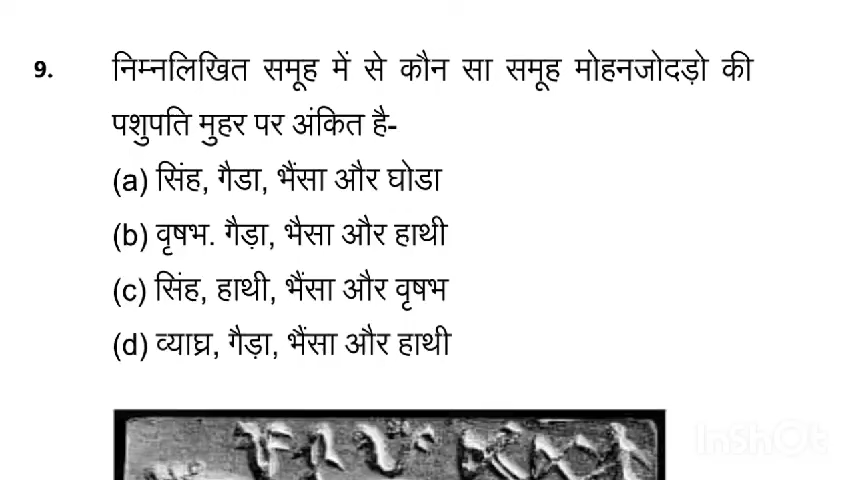 9. निम्नलिखित समूह में से कौन सा समूह मोहनजोदड़ो की
पशुपति मुहर पर अंकित है-
(a) सिंह, गैडा, भैंसा और घोडा
(b) वृषभ. गैड़ा, भैसा और हाथी
(c) सिंह, हाथी, भैंसा और वृषभ
(d) व्याघ्र, गैड़ा, भैंसा और हाथी
InShOt